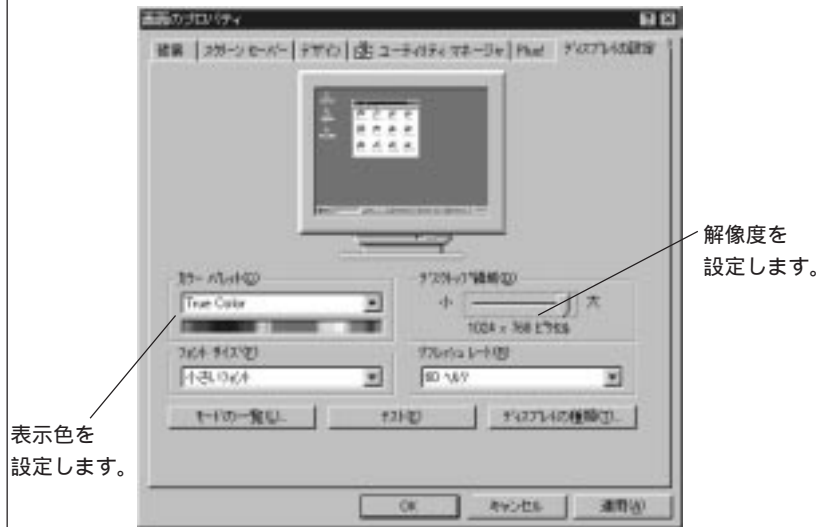 画面のプロパティ
背景 スクリーン セーバー デザイン ユーティリティ マネージャ Plus! ディスプレイの設定
解像度を
設定します。
カラー パレット(C) デスクトップ領域(D)
True Color 小 大
1024 x 768 ピクセル
フォント サイズ(F) リフレッシュ レート(R)
小さいフォント 60 ヘルツ
モードの一覧(L)... テスト(E) ディスプレイの種類(T)...
表示色を
設定します。
OK キャンセル 適用(A)